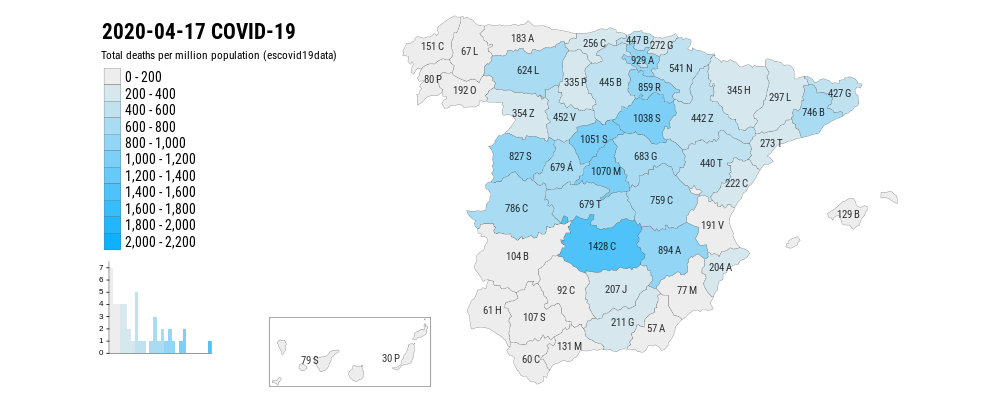 2020-04-17 COVID-19
Total deaths per million population (escovid19data)
0 - 200
200 - 400
400 - 600
600 - 800
800 - 1,000
1,000 - 1,200
1,200 - 1,400
1,400 - 1,600
1,600 - 1,800
1,800 - 2,000
2,000 - 2,200
7
6
5
4
3
2
1
0
151 C
67 L
183 A
256 C
447 B
272 G
929 A
80 P
192 O
624 L
335 P
445 B
859 R
541 N
345 H
297 L
746 B
427 G
354 Z
452 V
1038 S
442 Z
273 T
827 S
679 Á
1051 S
1070 M
683 G
440 T
222 C
786 C
679 T
759 C
191 V
129 B
104 B
1428 C
894 A
204 A
61 H
92 C
207 J
77 M
107 S
131 M
211 G
57 A
60 C
79 S
30 P